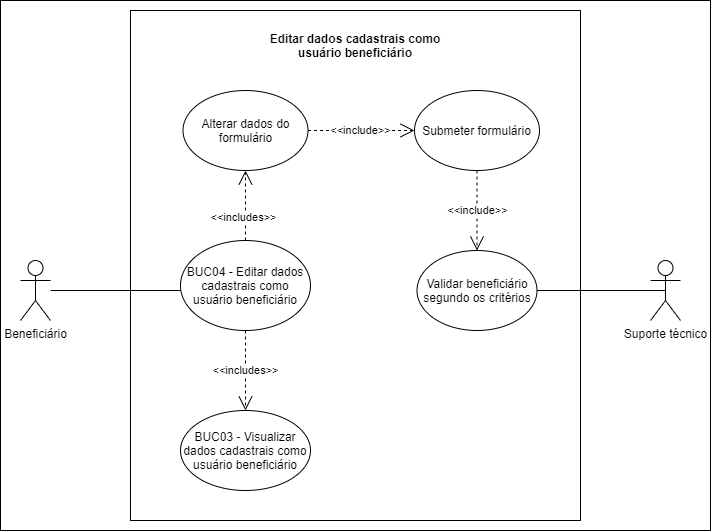 Editar dados cadastrais como
usuário beneficiário
Alterar dados do
formulário
<<include>>
Submeter formulário
<<includes>>
<<include>>
BUC04 - Editar dados
cadastrais como
usuário beneficiário
Validar beneficiário
segundo os critérios
Beneficiário
Suporte técnico
<<includes>>
BUC03 - Visualizar
dados cadastrais como
usuário beneficiário